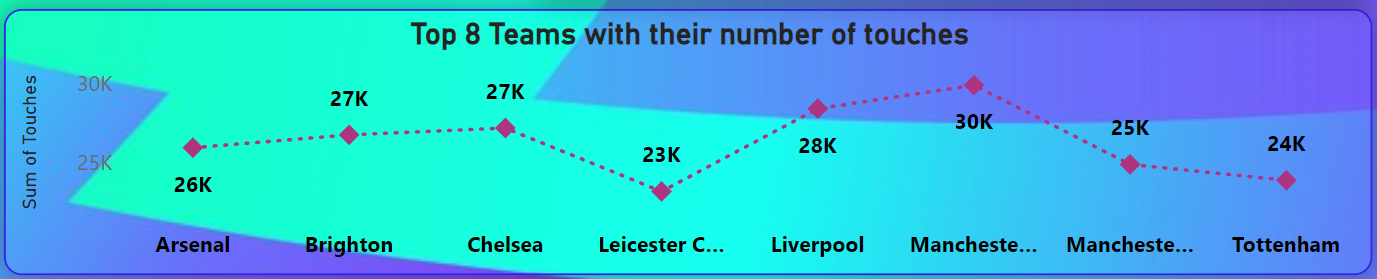 Top 8 Teams with their number of touches
Sum of Touches
30K
25K
26K
27K
27K
23K
28K
30K
25K
24K
Arsenal
Brighton
Chelsea
Leicester C...
Liverpool
Mancheste...
Mancheste...
Tottenham